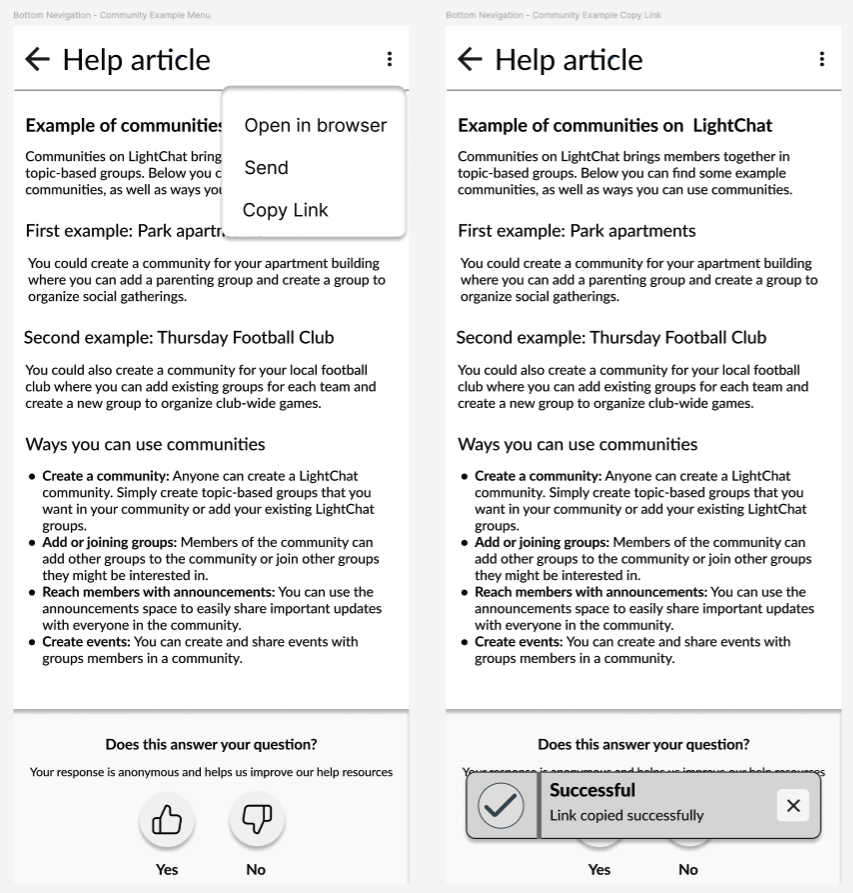 Bottom Navigation - Community Example Menu
Help article
Open in browser
Send
Copy Link
Example of communities
Communities on LightChat bring
topic-based groups. Below you c
communities, as well as ways you
First example: Park apartm
You could create a community for your apartment building
where you can add a parenting group and create a group to
organize social gatherings.
Second example: Thursday Football Club
You could also create a community for your local football
club where you can add existing groups for each team and
create a new group to organize club-wide games.
Ways you can use communities
• Create a community: Anyone can create a LightChat
community. Simply create topic-based groups that you
want in your community or add your existing LightChat
groups.
• Add or joining groups: Members of the community can
add other groups to the community or join other groups
they might be interested in.
• Reach members with announcements: You can use the
announcements space to easily share important updates
with everyone in the community.
• Create events: You can create and share events with
groups members in a community.
Does this answer your question?
Your response is anonymous and helps us improve our help resources
Yes
No
Bottom Navigation - Community Example Copy Link
Help article
Example of communities on LightChat
Communities on LightChat brings members together in
topic-based groups. Below you can find some example
communities, as well as ways you can use communities.
First example: Park apartments
You could create a community for your apartment building
where you can add a parenting group and create a group to
organize social gatherings.
Second example: Thursday Football Club
You could also create a community for your local football
club where you can add existing groups for each team and
create a new group to organize club-wide games.
Ways you can use communities
• Create a community: Anyone can create a LightChat
community. Simply create topic-based groups that you
want in your community or add your existing LightChat
groups.
• Add or joining groups: Members of the community can
add other groups to the community or join other groups
they might be interested in.
• Reach members with announcements: You can use the
announcements space to easily share important updates
with everyone in the community.
• Create events: You can create and share events with
groups members in a community.
Does this answer your question?
Your response is anonymous and helps us improve our help resources
Successful
Link copied successfully
Yes
No